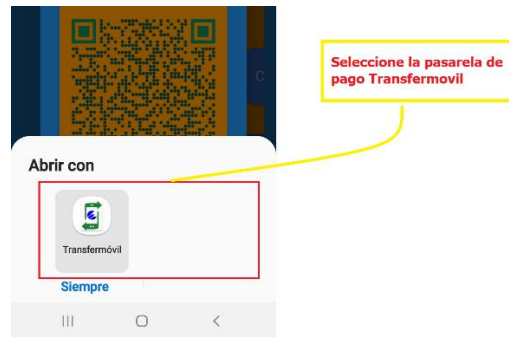 C
Seleccione la pasarela de
pago Transfermovil
Abrir con
Transfermóvil
Siempre